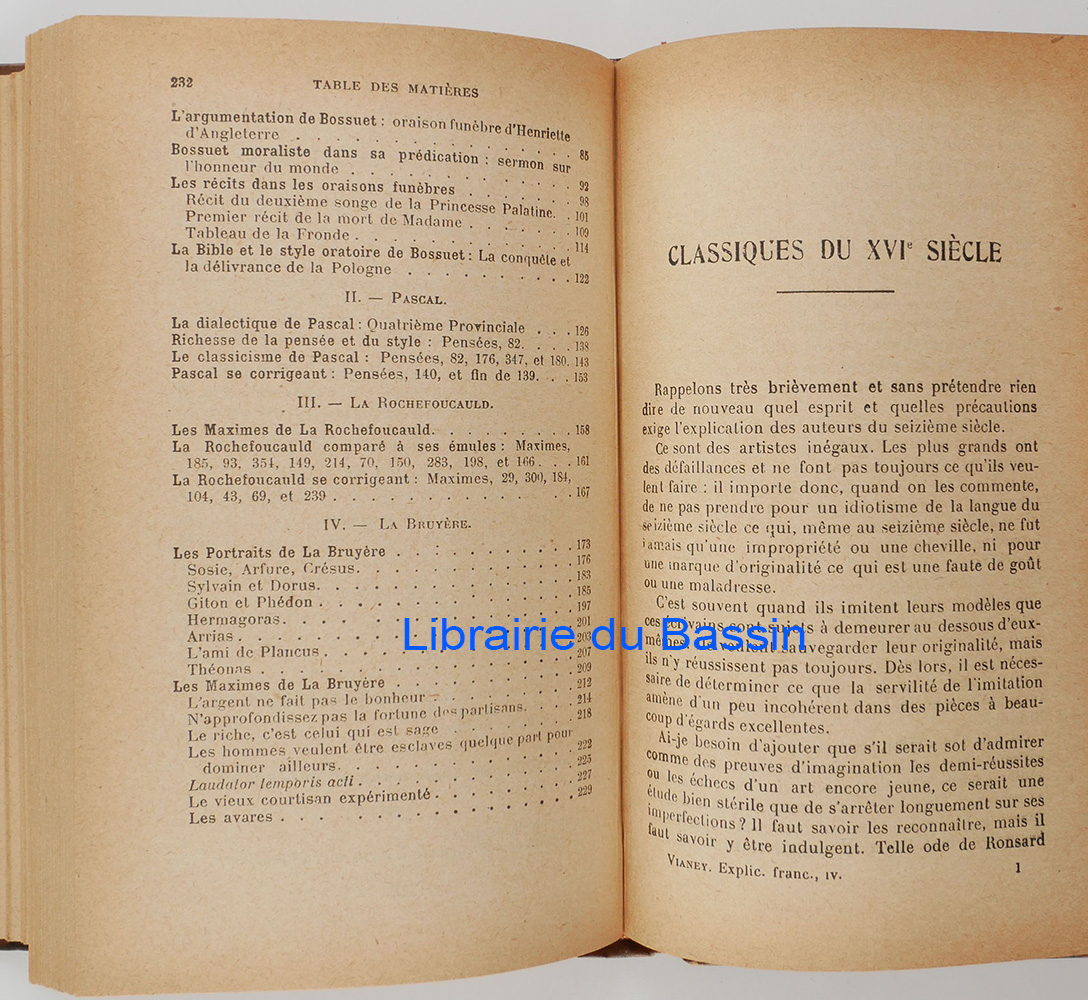 232 TABLE DES MATIÈRES
L'argumentation de Bossuet : oraison funèbre d'Henriette
d'Angleterre . . . . . . . . . . . . . . 85
Bossuet moraliste dans sa prédication : sermon sur
l'honneur du monde . . . . . . . . . . . 92
Les récits dans les oraisons funèbres . . . . . . . 98
Récit du deuxième songe de la Princesse Palatine. . 101
Premier récit de la mort de Madame . . . . . . 109
Tableau de la Fronde . . . . . . . . . . . . 114
La Bible et le style oratoire de Bossuet : La conquête et
la délivrance de la Pologne . . . . . . . . . 122
II. — PASCAL.
La dialectique de Pascal : Quatrième Provinciale . . . 126
Richesse de la pensée et du style : Pensées, 82. . . . 138
Le classicisme de Pascal : Pensées, 82, 176, 347, et 180. 143
Pascal se corrigeant : Pensées, 140, et fin de 139. . . 153
III. — LA ROCHEFOUCAULD.
Les Maximes de La Rochefoucauld. . . . . . . . . 158
La Rochefoucauld comparé à ses émules : Maximes,
185, 93, 354, 149, 214, 70, 150, 283, 198, et 166. . . 161
La Rochefoucauld se corrigeant : Maximes, 29, 300, 184,
104, 43, 69, et 239 . . . . . . . . . . . . 167
IV. — LA BRUYÈRE.
Les Portraits de La Bruyère . . . . . . . . . . 173
Sosie, Arfure, Crésus. . . . . . . . . . . . 176
Sylvain et Dorus. . . . . . . . . . . . . . 183
Giton et Phédon . . . . . . . . . . . . . . 185
Hermagoras. . . . . . . . . . . . . . . . 197
Arrias . . . . . . . . . . . . . . . . . . 201
L'ami de Plancus . . . . . . . . . . . . . . 203
Théonas . . . . . . . . . . . . . . . . . 207
Les Maximes de La Bruyère . . . . . . . . . . 209
L'argent ne fait pas le bonheur . . . . . . . . 212
N'approfondissez pas la fortune des partisans. . . . 214
Le riche, c'est celui qui est sage . . . . . . . . 218
Les hommes veulent être esclaves quelque part pour
dominer ailleurs. . . . . . . . . . . . . . 222
Laudator temporis acti . . . . . . . . . . . . 225
Le vieux courtisan expérimenté . . . . . . . . . 227
Les avares . . . . . . . . . . . . . . . . 229
CLASSIQUES DU XVIe SIÈCLE
Rappelons très brièvement et sans prétendre rien
dire de nouveau quel esprit et quelles précautions
exige l'explication des auteurs du seizième siècle.
Ce sont des artistes inégaux. Les plus grands ont
des défaillances et ne font pas toujours ce qu'ils veu-
lent faire : il importe donc, quand on les commente,
de ne pas prendre pour un idiotisme de la langue du
seizième siècle ce qui, même au seizième siècle, ne fut
jamais qu'une impropriété ou une cheville, ni pour
une marque d'originalité ce qui est une faute de goût
ou une maladresse.
C'est souvent quand ils imitent leurs modèles que
ces écrivains sont sujets à demeurer au dessous d'eux-
mêmes : ils veulent sauvegarder leur originalité, mais
ils n'y réussissent pas toujours. Dès lors, il est néces-
saire de déterminer ce que la servilité de l'imitation
amène d'un peu incohérent dans des pièces à beau-
coup d'égards excellentes.
Ai-je besoin d'ajouter que s'il serait sot d'admirer
comme des preuves d'imagination les demi-réussites
ou les échecs d'un art encore jeune, ce serait une
étude bien stérile que de s'arrêter longuement sur ses
imperfections ? Il faut savoir les reconnaître, mais il
faut savoir y être indulgent. Telle ode de Ronsard
VIANEY. Explic. franc., IV. 1
Librairie du Bassin